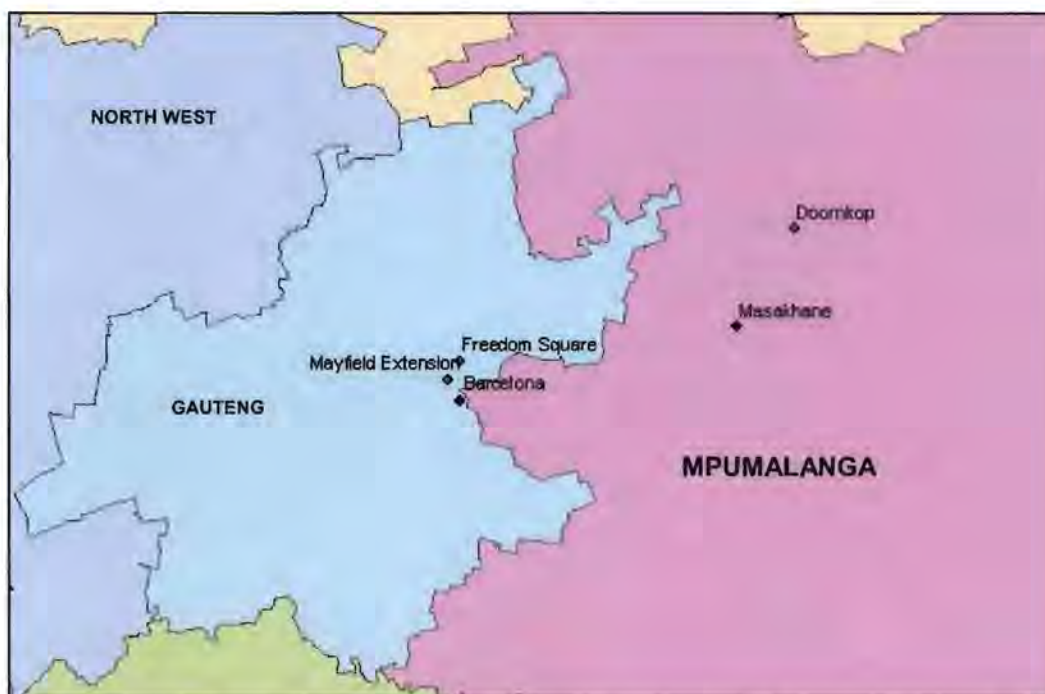 NORTH WEST
Doornkop
Masakhane
Freedom Square
Mayfield Extension
Barcelona
GAUTENG
MPUMALANGA